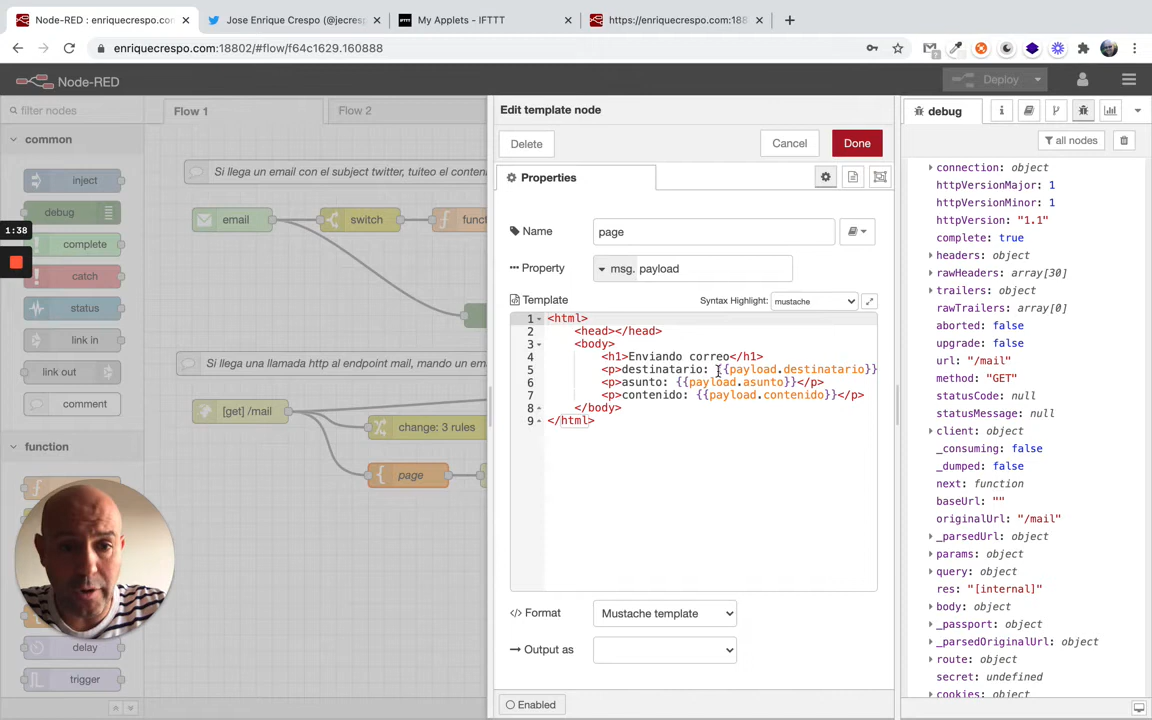 Node-RED : enriquecrespo.con
Jose Enrique Crespo (@jecresp
IFTTT
My Applets - IFTTT
https://enriquecrespo.com:188
enriquecrespo.com:18802/#flow/f64c1629.160888
Node-RED
Deploy
filter nodes
Flow 1
Flow 2
Edit template node
debug
Delete
Cancel
Done
all nodes
common
Si llega un email con el subject twitter, tuiteo el conten
Properties
inject
debug
complete
catch
status
link in
link out
comment
function
delay
trigger
email
switch
funct
Si llega una llamada http al endpoint mail, mando un em
[get] /mail
change: 3 rules
page
1:38
Name
page
Property
msg. payload
Template
Syntax Highlight:
mustache
1 <html>
2 <head></head>
3 <body>
4 <h1>Enviando correo</h1>
5 <p>destinatario: {{payload.destinatario}}
6 <p>asunto: {{payload.asunto}}</p>
7 <p>contenido: {{payload.contenido}}</p>
8 </body>
9 </html>
Format
Mustache template
Output as
Enabled
connection: object
httpVersionMajor: 1
httpVersionMinor: 1
httpVersion: "1.1"
complete: true
headers: object
rawHeaders: array[30]
trailers: object
rawTrailers: array[0]
aborted: false
upgrade: false
url: "/mail"
method: "GET"
statusCode: null
statusMessage: null
client: object
_consuming: false
_dumped: false
next: function
baseUrl: ""
originalUrl: "/mail"
_parsedUrl: object
params: object
query: object
res: "[internal]"
body: object
_passport: object
_parsedOriginalUrl: object
route: object
secret: undefined
cookies: object